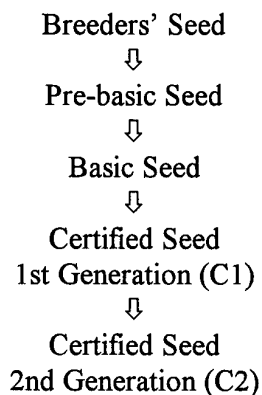 Breeders’ Seed
⇩
Pre-basic Seed
⇩
Basic Seed
⇩
Certified Seed
1st Generation (C1)
⇩
Certified Seed
2nd Generation (C2)